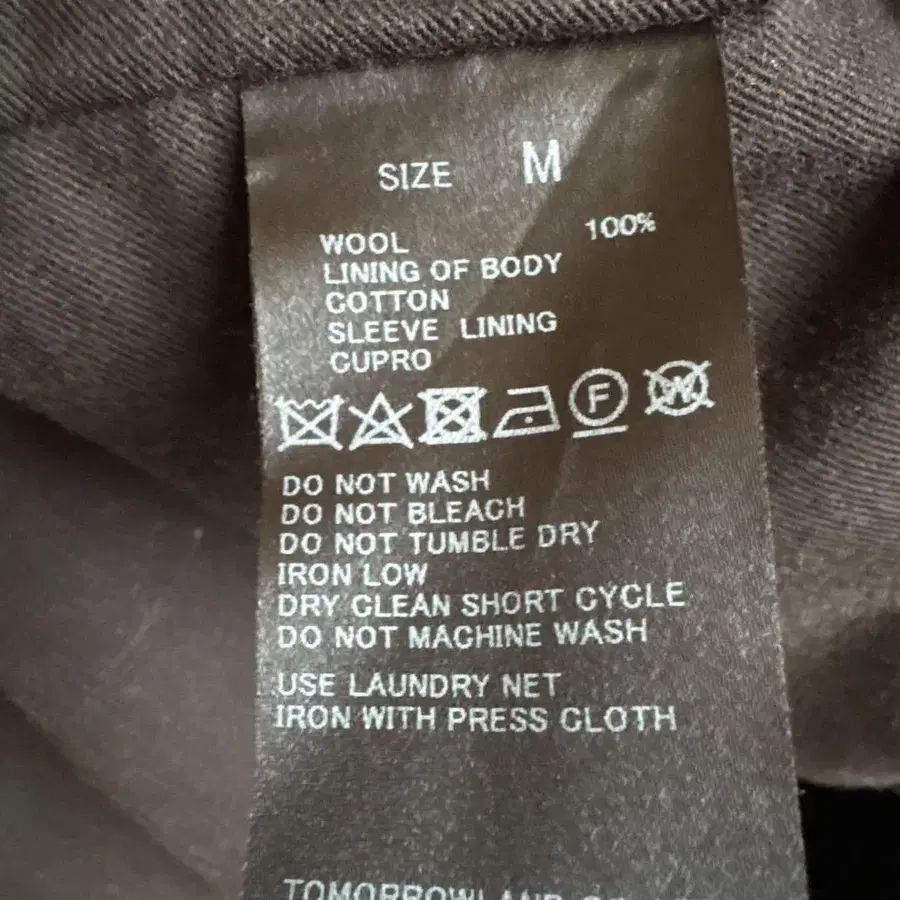 SIZE M
WOOL 100%
LINING OF BODY
COTTON
SLEEVE LINING
CUPRO
F W
DO NOT WASH
DO NOT BLEACH
DO NOT TUMBLE DRY
IRON LOW
DRY CLEAN SHORT CYCLE
DO NOT MACHINE WASH
USE LAUNDRY NET
IRON WITH PRESS CLOTH
TOMORROWLAND